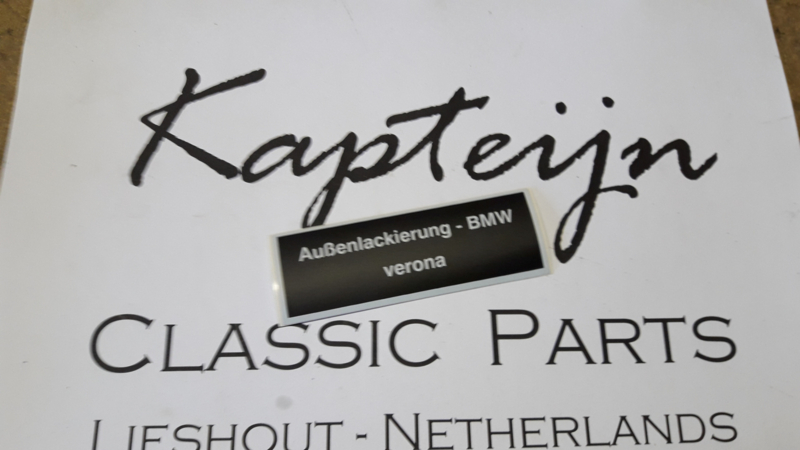 Kapteijn
Außenlackierung - BMW
verona
CLASSIC PARTS
LIESHOUT - NETHERLANDS